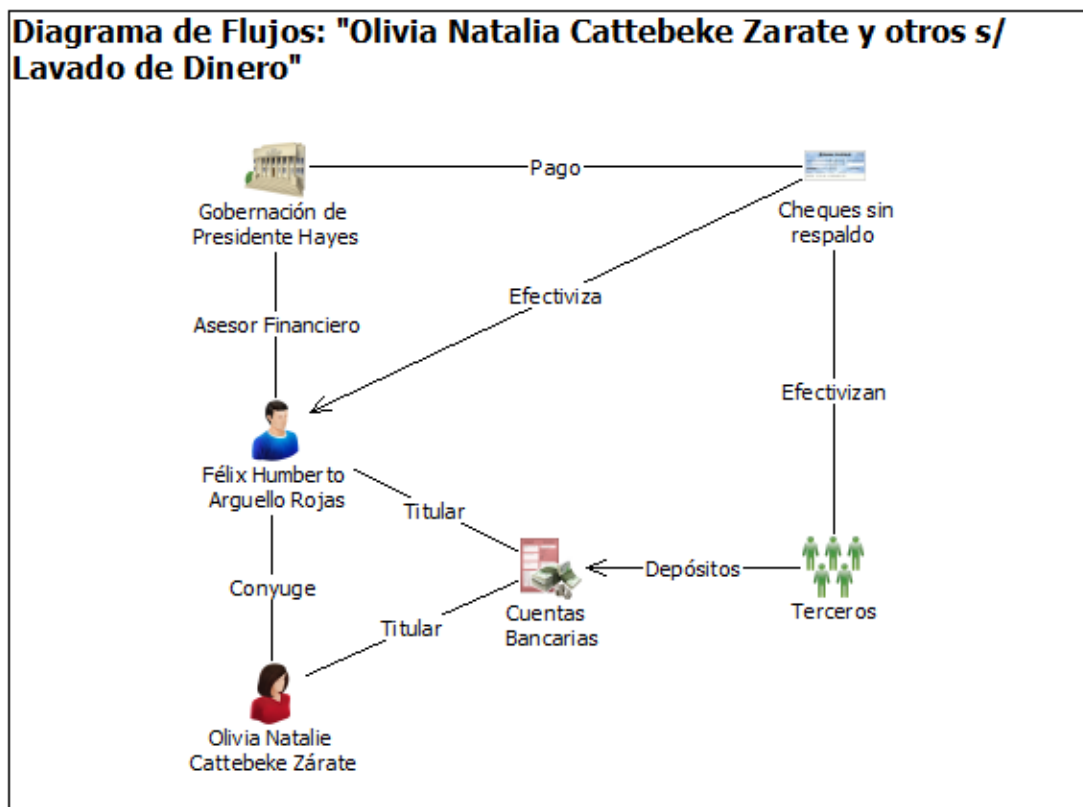 Diagrama de Flujos: "Olivia Natalia Cattebeke Zarate y otros s/
Lavado de Dinero"
Pago
Gobernación de
Presidente Hayes
Cheques sin
respaldo
Efectiviza
Asesor Financiero
Efectivizan
Félix Humberto
Arguello Rojas
Titular
Depósitos
Convuge
Cuentas
Bancarias
Terceros
Titular
Olivia Natalie
Cattebeke Zárate